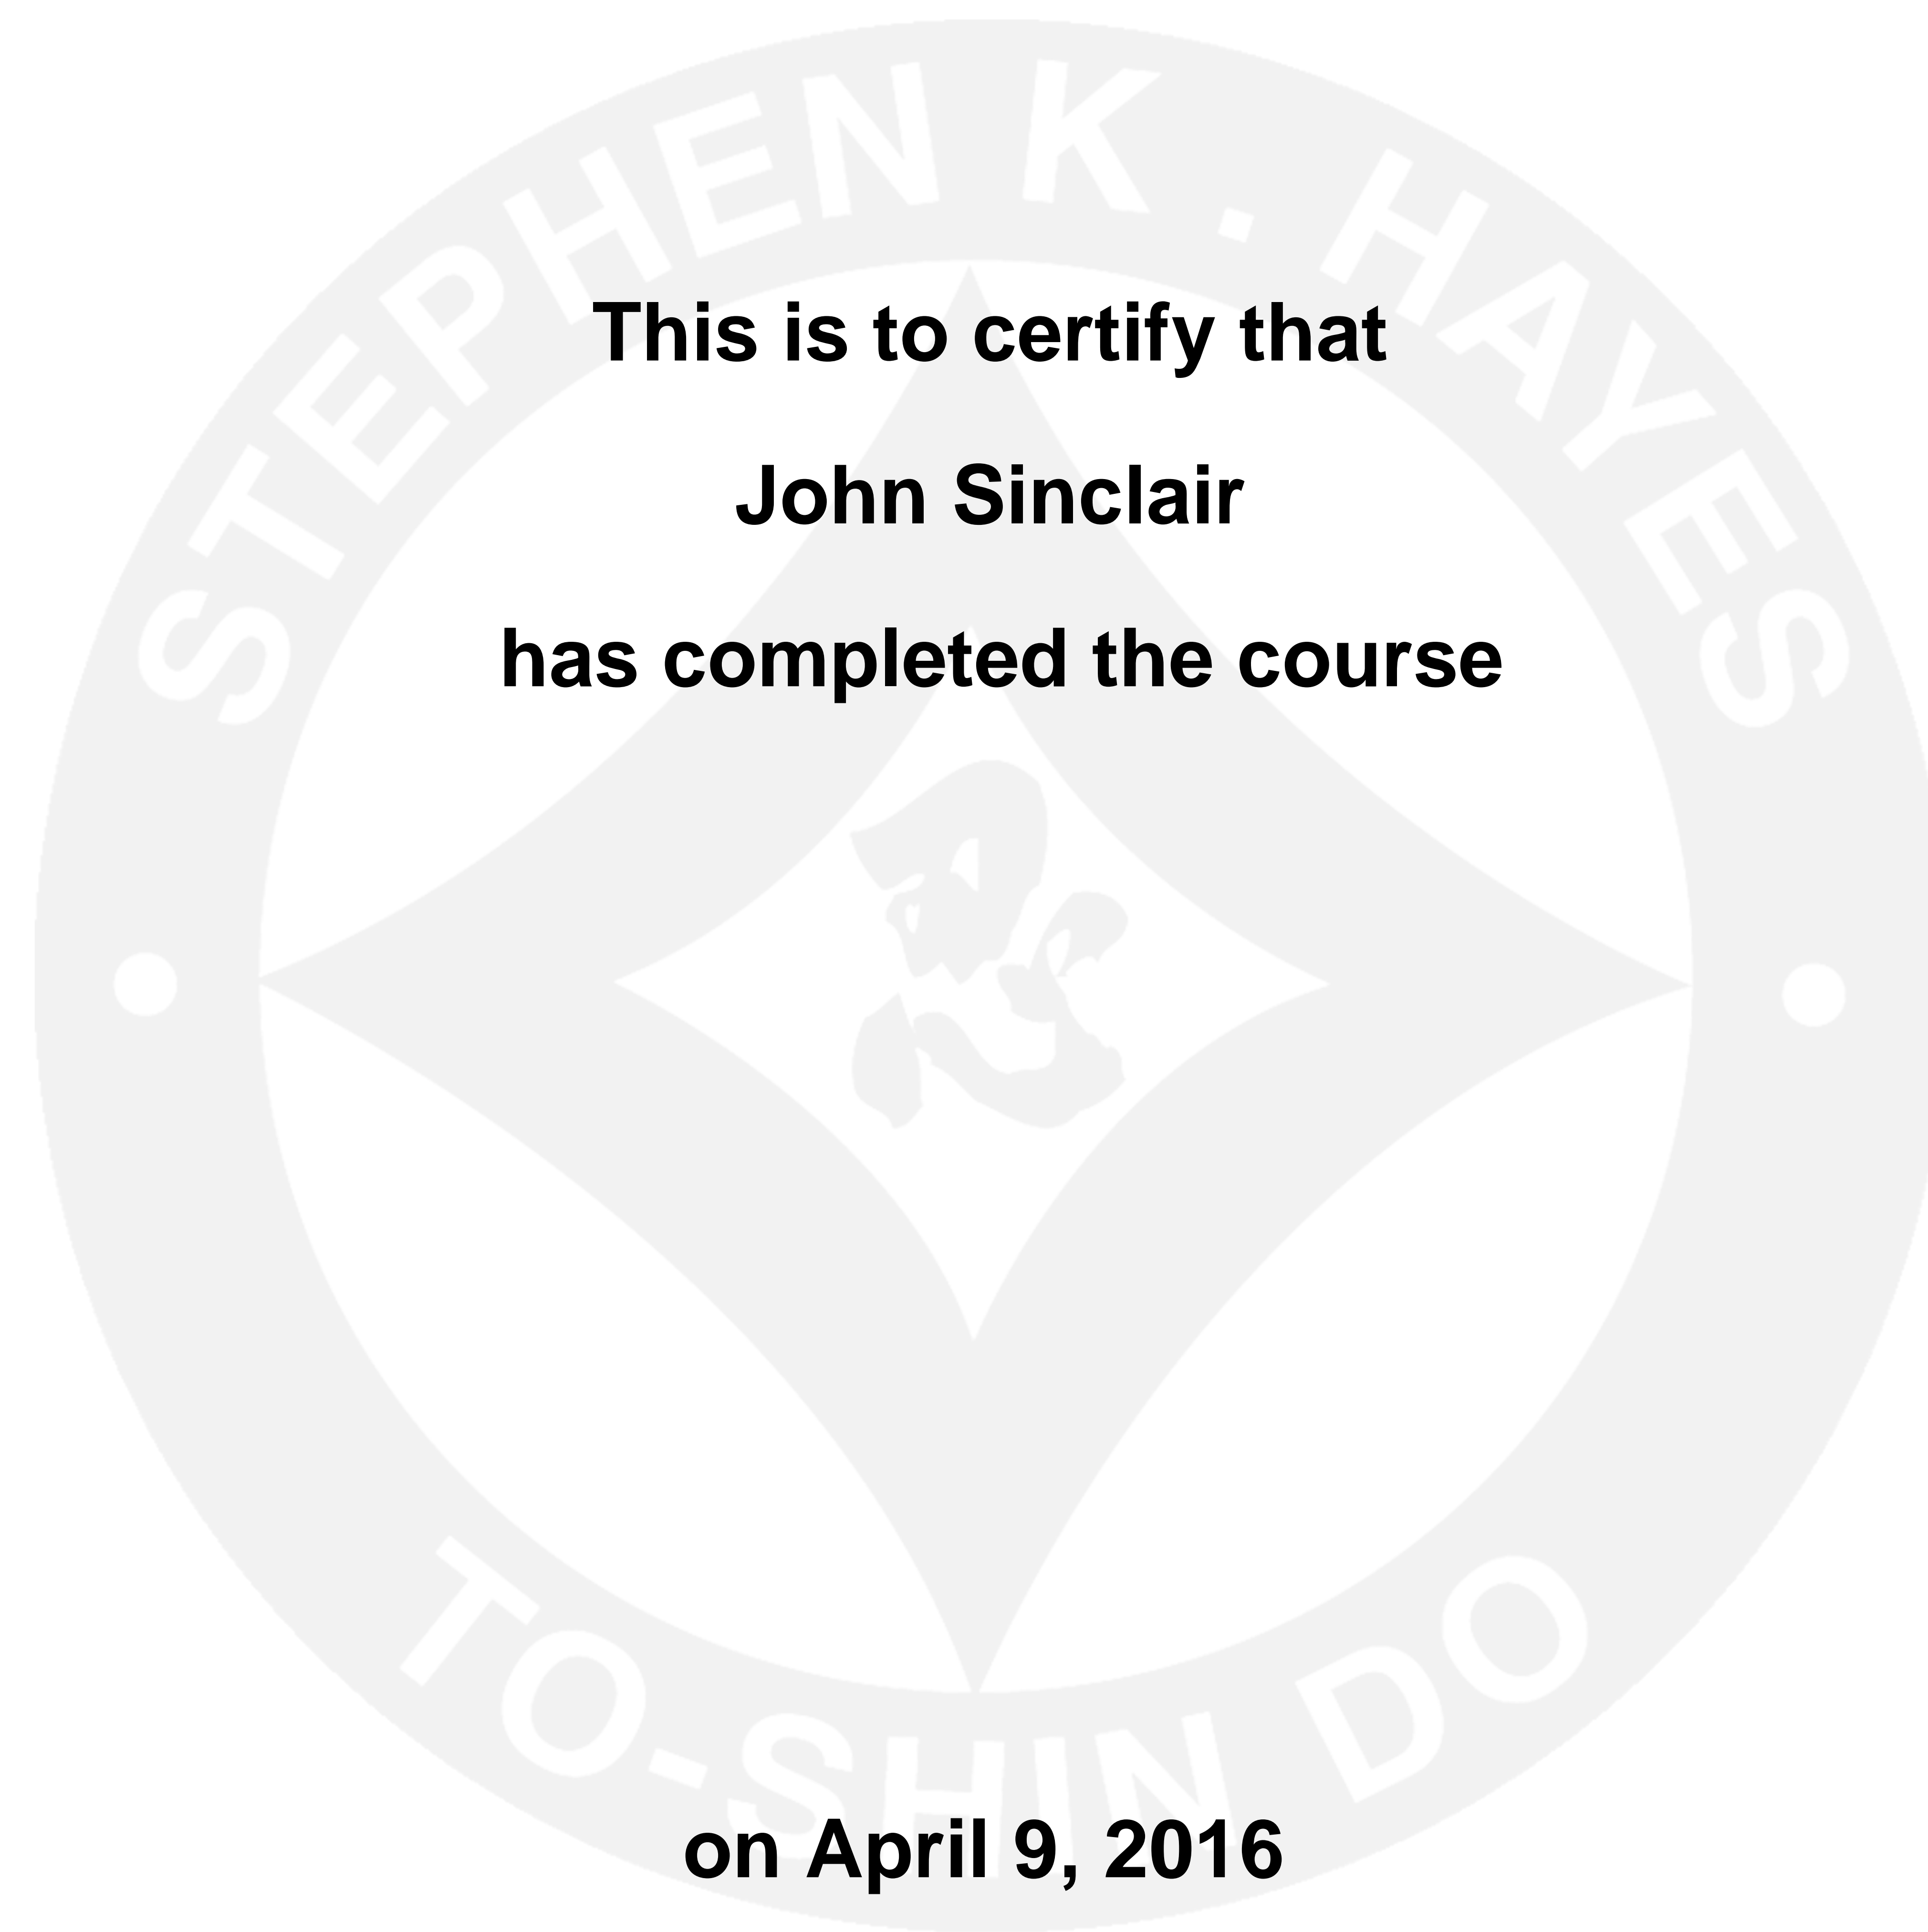 STEPHEN K. HAYES
This is to certify that
John Sinclair
has completed the course
忍
TO-SHIN DO
on April 9, 2016